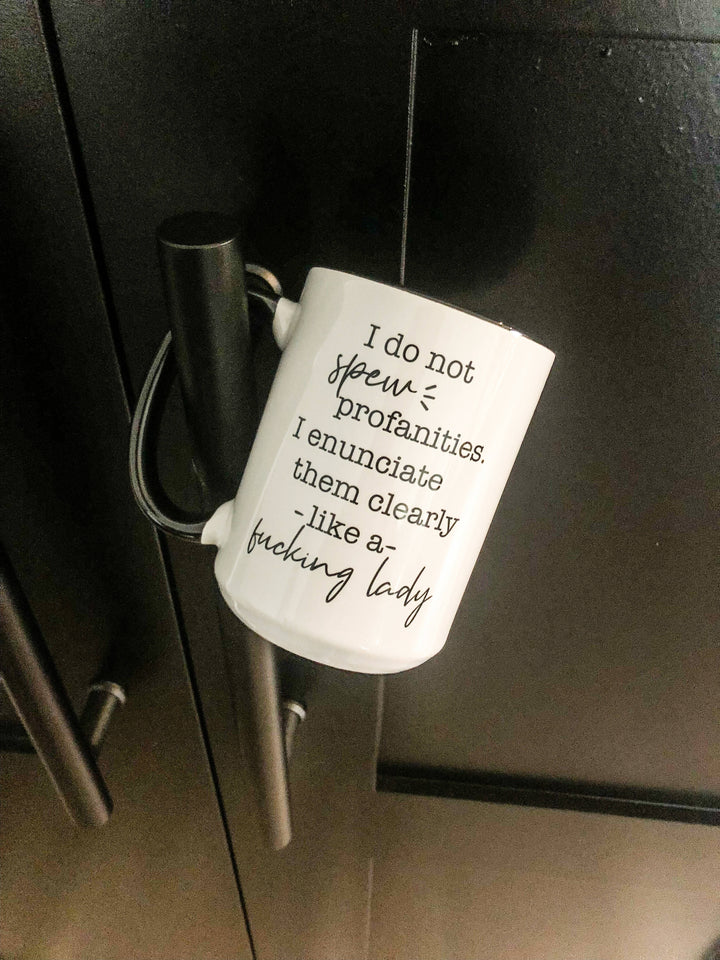 I do not
spew
profanities.
I enunciate
them clearly
-like a-
fucking lady